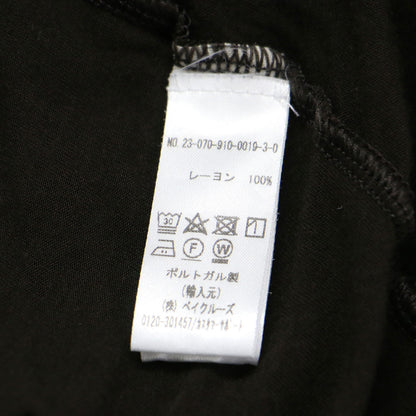 NO. 23-070-910-0019-3-0
レーヨン 100%
30
F W
ポルトガル製
(輸入元)
(株) ベイクルーズ
0120-301457/カスタマーサポート